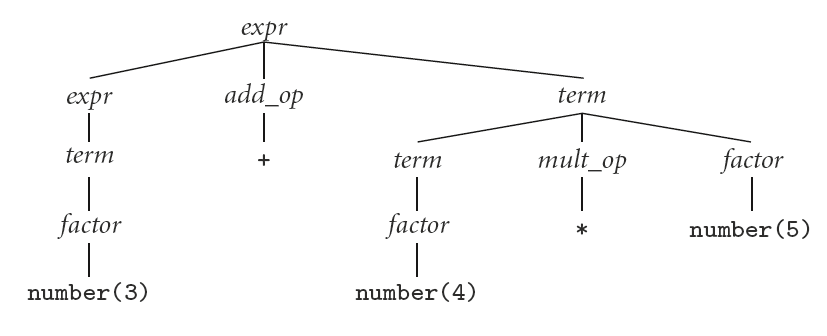 expr
expr add_op term
term + term mult_op factor
factor factor * number(5)
number(3) number(4)